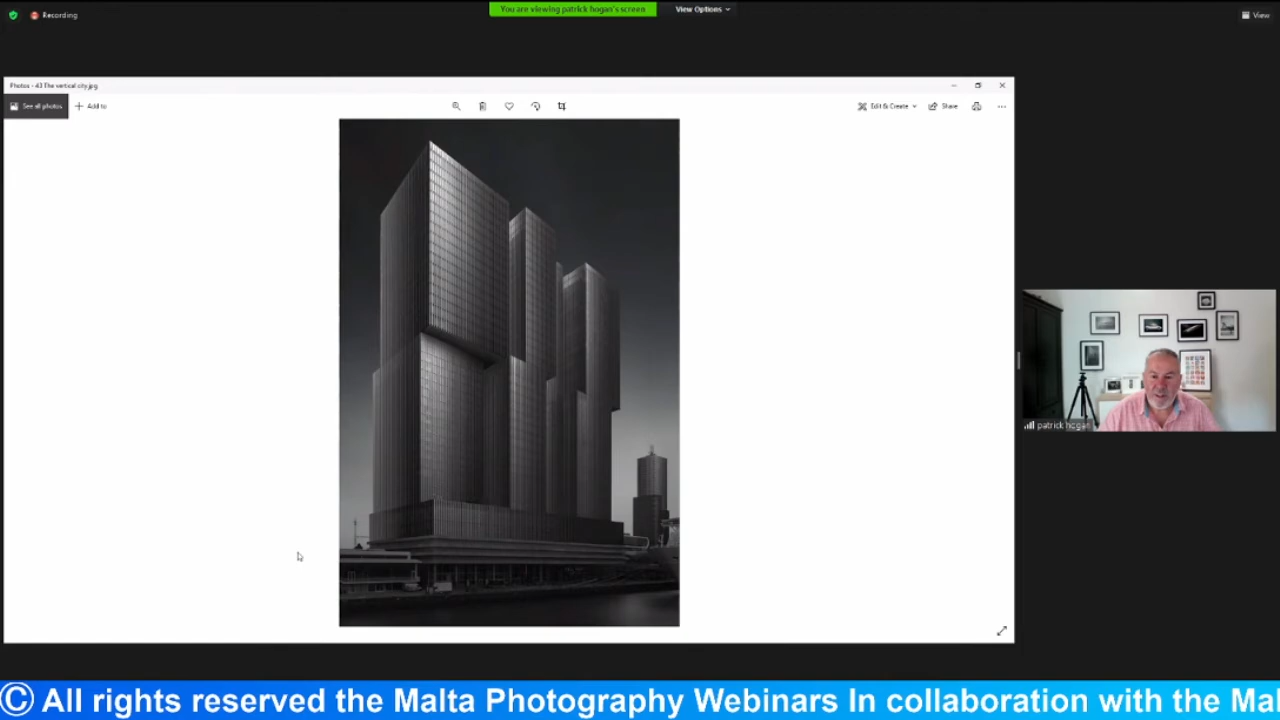 Recording
You are viewing patrick hogan's screen
View Options
View
Photos - 43 The vertical city.jpg
See all photos
Add to
Edit & Create
Share
patrick hogan
© All rights reserved the Malta Photography Webinars In collaboration with the Mal